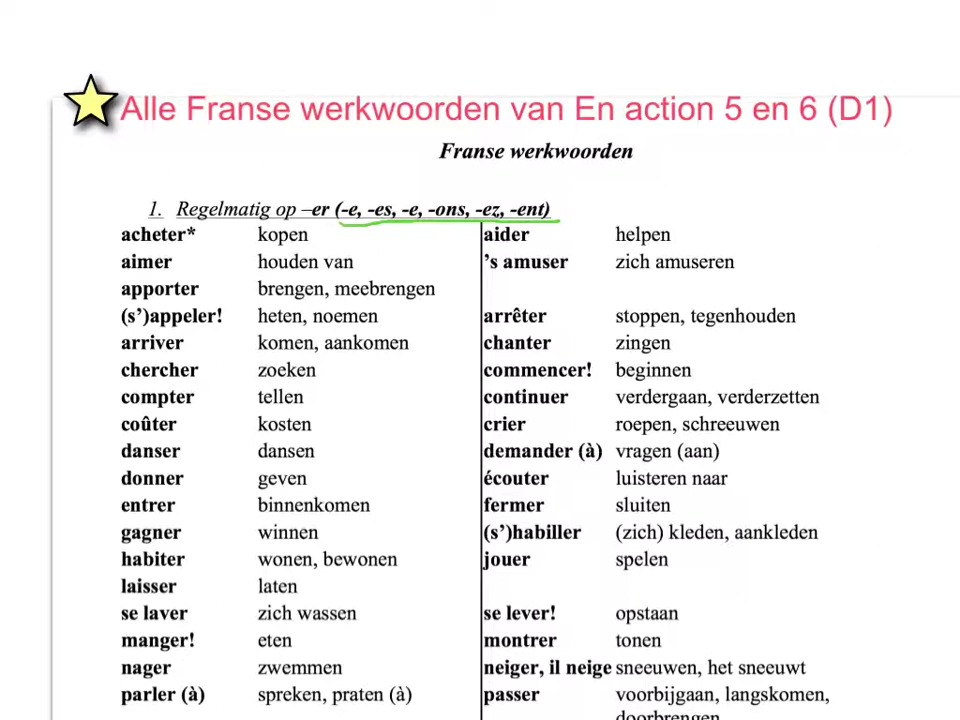 Alle Franse werkwoorden van En action 5 en 6 (D1)
Franse werkwoorden
1. Regelmatig op –er (-e, -es, -e, -ons, -ez, -ent)
acheter* kopen aider helpen
aimer houden van ’s amuser zich amuseren
apporter brengen, meebrengen
(s’)appeler! heten, noemen arrêter stoppen, tegenhouden
arriver komen, aankomen chanter zingen
chercher zoeken commencer! beginnen
compter tellen continuer verdergaan, verderzetten
coûter kosten crier roepen, schreeuwen
danser dansen demander (à) vragen (aan)
donner geven écouter luisteren naar
entrer binnenkomen fermer sluiten
gagner winnen (s’)habiller (zich) kleden, aankleden
habiter wonen, bewonen jouer spelen
laisser laten
se laver zich wassen se lever! opstaan
manger! eten montrer tonen
nager zwemmen neiger, il neige sneeuwen, het sneeuwt
parler (à) spreken, praten (à) passer voorbijgaan, langskomen,
doorbrengen